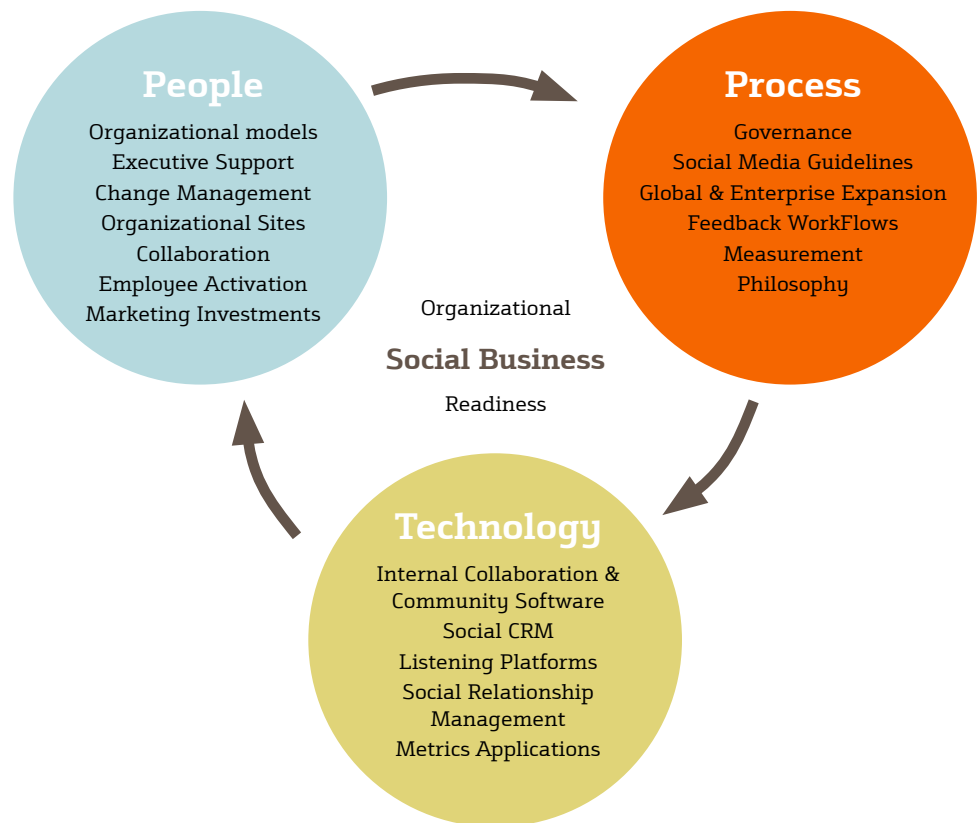 People
Organizational models
Executive Support
Change Management
Organizational Sites
Collaboration
Employee Activation
Marketing Investments
Process
Governance
Social Media Guidelines
Global & Enterprise Expansion
Feedback WorkFlows
Measurement
Philosophy
Organizational
Social Business
Readiness
Technology
Internal Collaboration &
Community Software
Social CRM
Listening Platforms
Social Relationship
Management
Metrics Applications